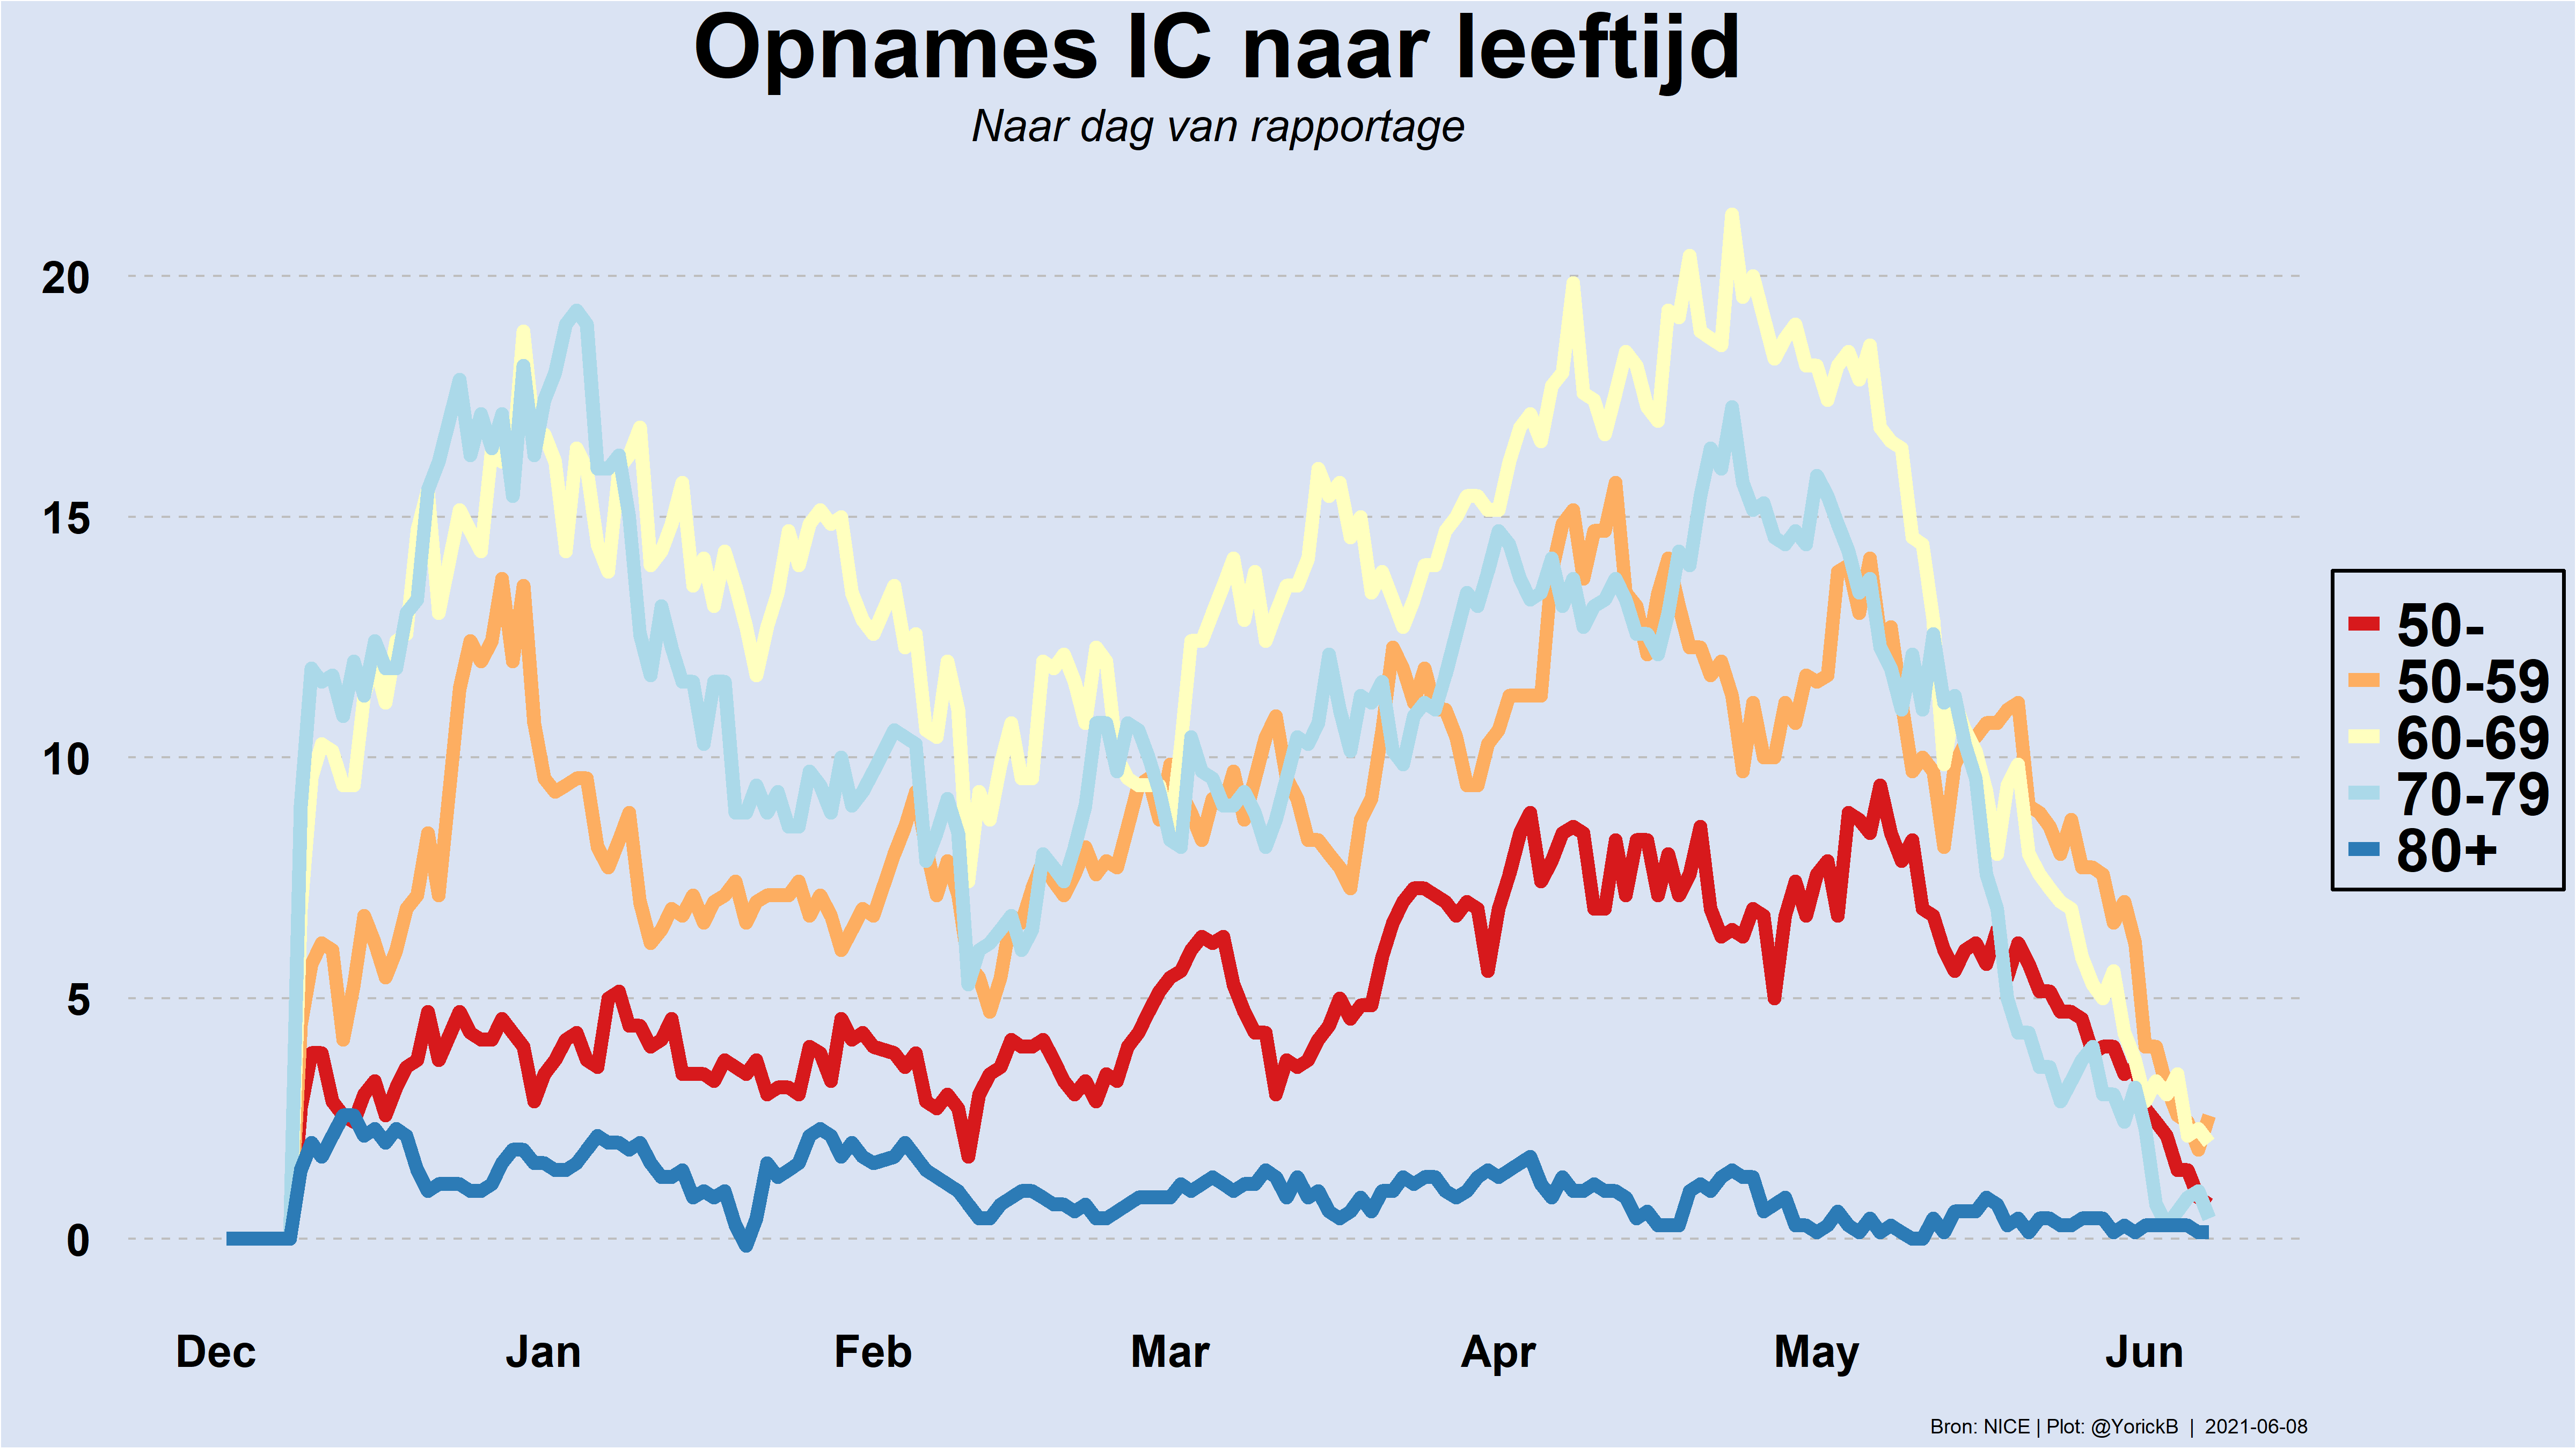 Opnames IC naar leeftijd
Naar dag van rapportage
20
15
10
5
0
Dec Jan Feb Mar Apr May Jun
50-
50-59
60-69
70-79
80+
Bron: NICE | Plot: @YorickB | 2021-06-08